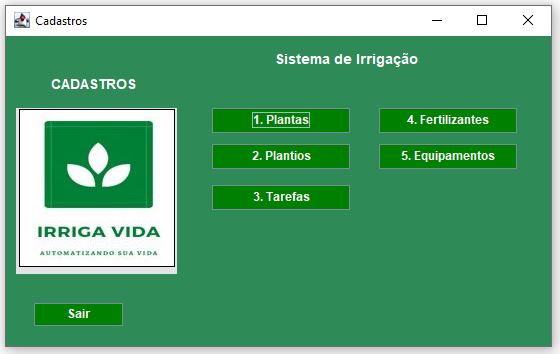 Cadastros
Sistema de Irrigação
CADASTROS
1. Plantas
4. Fertilizantes
2. Plantios
5. Equipamentos
3. Tarefas
IRRIGA VIDA
AUTOMATIZANDO SUA VIDA
Sair